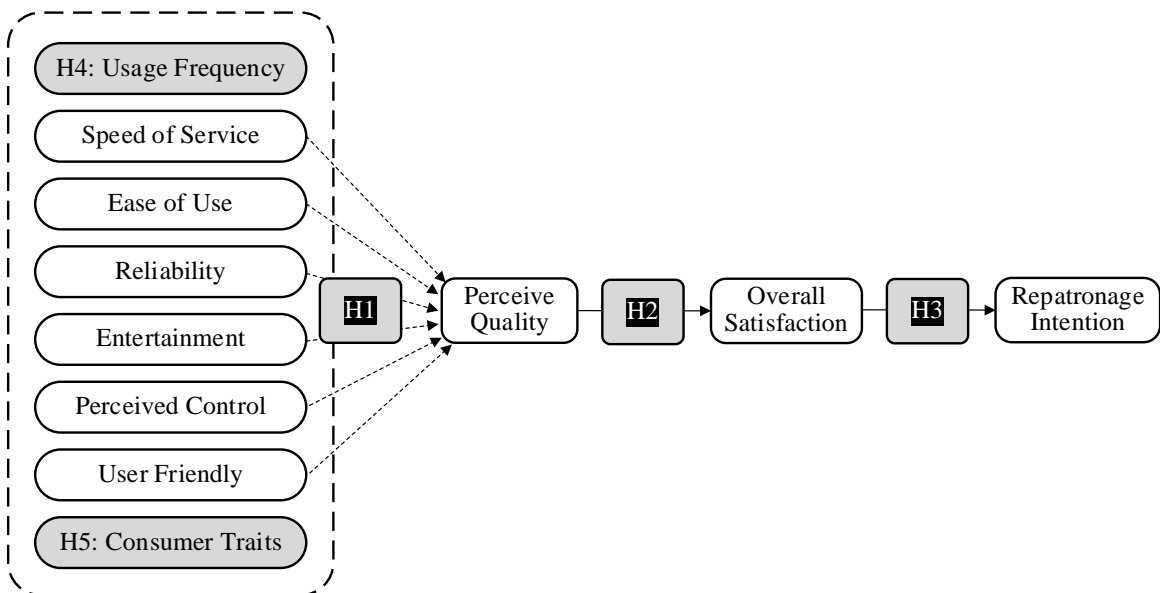 H4: Usage Frequency
Speed of Service
Ease of Use
Reliability
Entertainment
Perceived Control
User Friendly
H5: Consumer Traits
H1
Perceive
Quality
H2
Overall
Satisfaction
H3
Repatronage
Intention